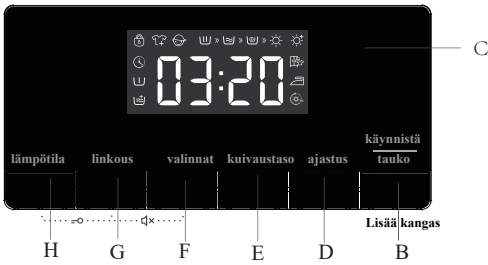 03:20
C
käynnistä
lämpötila linkous valinnat kuivaustaso ajastus tauko
Lisää kangas
H G F E D B